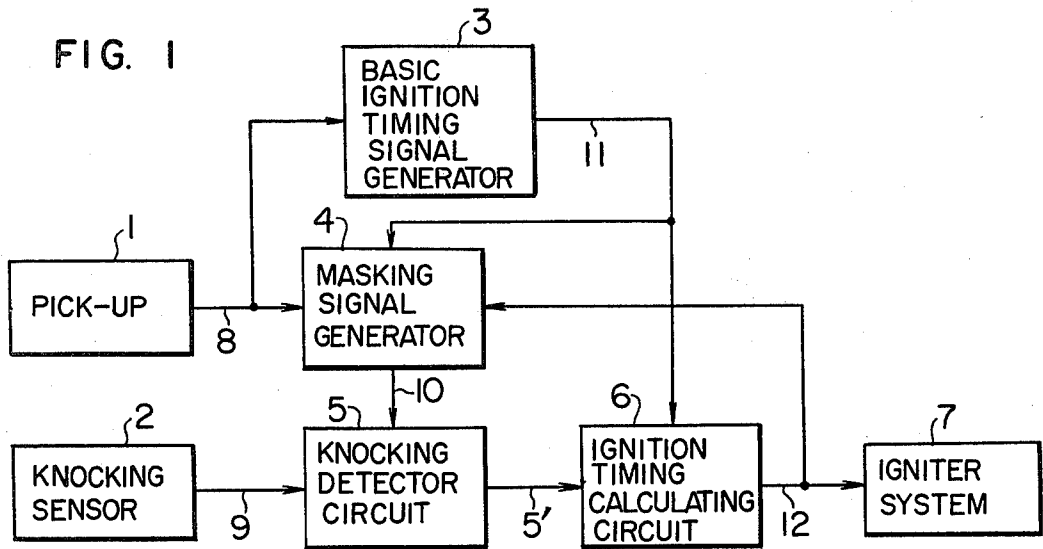 FIG. 1
3
BASIC
IGNITION
TIMING
SIGNAL
GENERATOR
11
1
PICK-UP
8
4
MASKING
SIGNAL
GENERATOR
10
2
KNOCKING
SENSOR
9
5
KNOCKING
DETECTOR
CIRCUIT
5'
6
IGNITION
TIMING
CALCULATING
CIRCUIT
12
7
IGNITER
SYSTEM